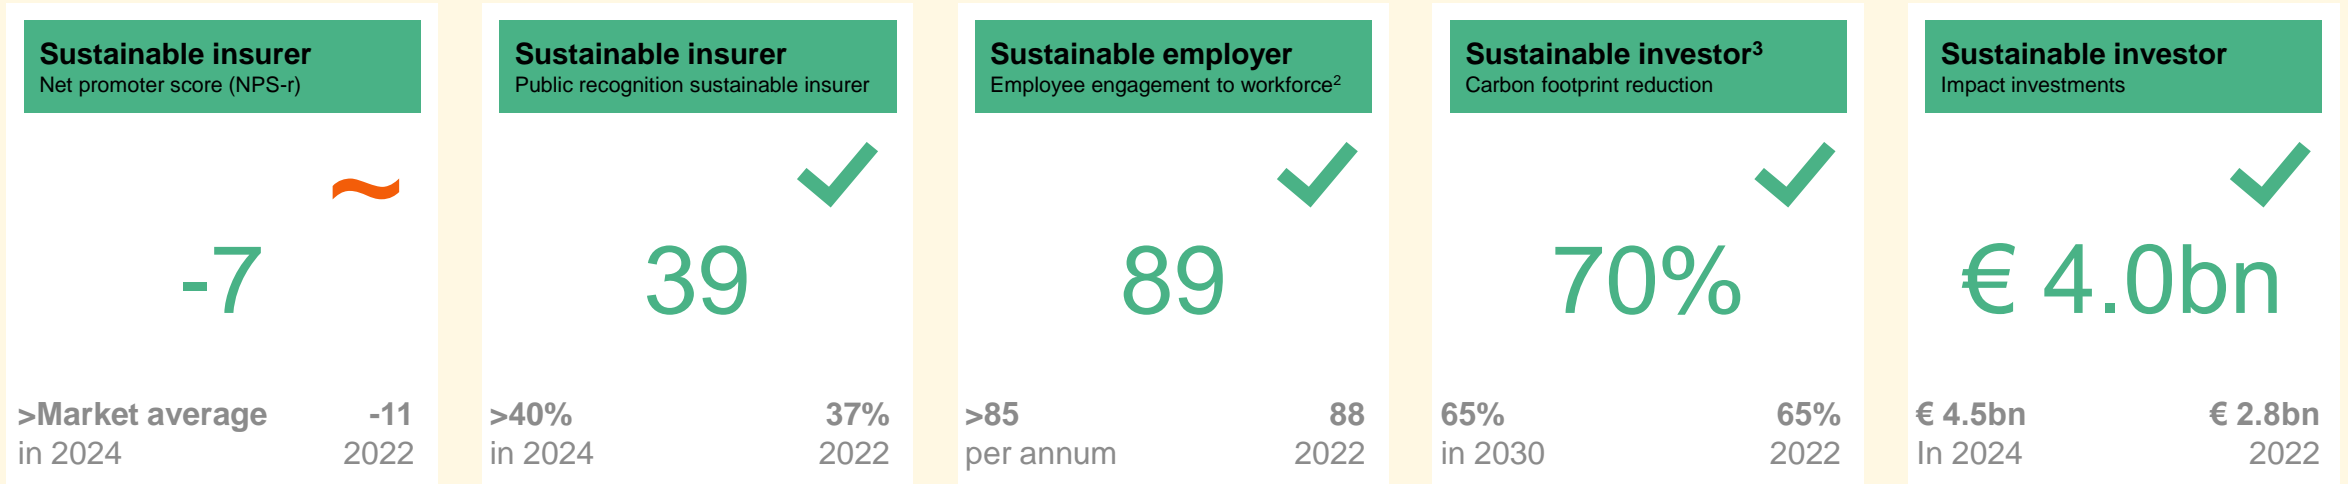 Sustainable insurer
Net promoter score (NPS-r)
~
-7
>Market average -11
in 2024 2022
Sustainable insurer
Public recognition sustainable insurer
39
>40% 37%
in 2024 2022
Sustainable employer
Employee engagement to workforce²
89
>85 88
per annum 2022
Sustainable investor³
Carbon footprint reduction
70%
65% 65%
in 2030 2022
Sustainable investor
Impact investments
€ 4.0bn
€ 4.5bn € 2.8bn
In 2024 2022